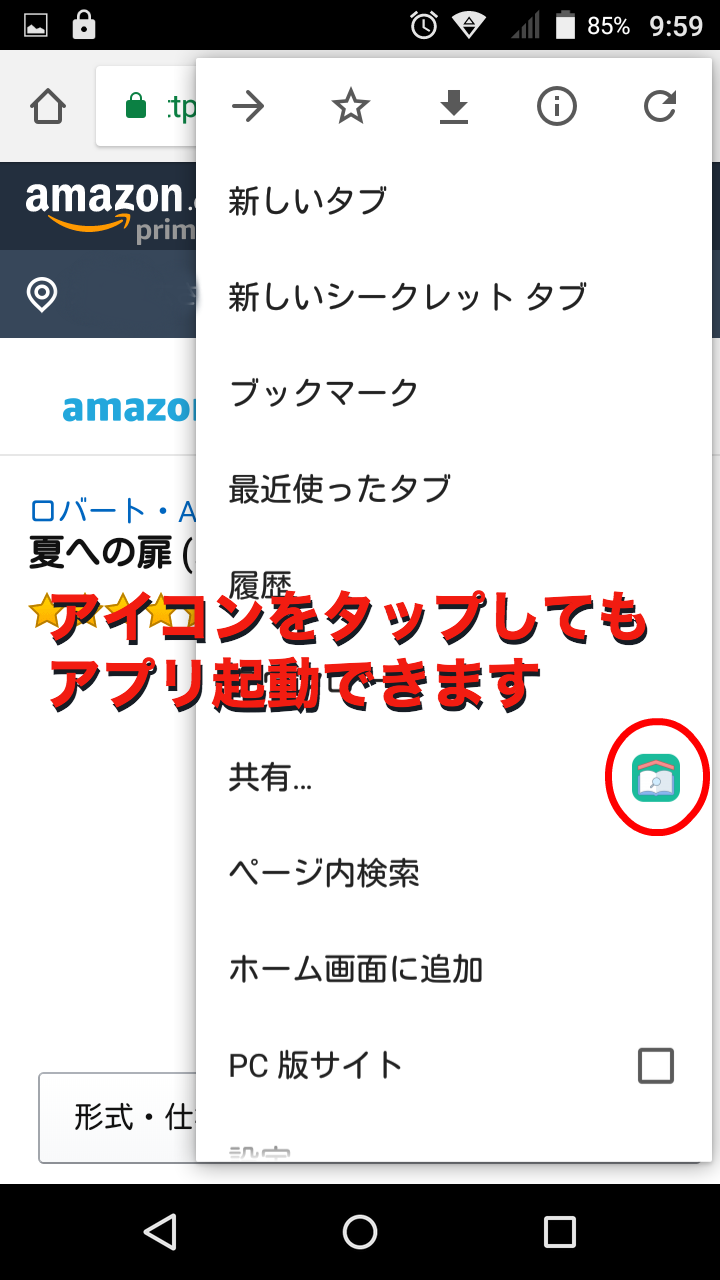 85% 9:59
:tp
amazon.
prim
新しいタブ
新しいシークレット タブ
ブックマーク
amazon
最近使ったタブ
ロバート・A
夏への扉 (
履歴
アイコンをタップしても
アプリ起動できます
共有...
ページ内検索
ホーム画面に追加
PC 版サイト
形式・仕
設定